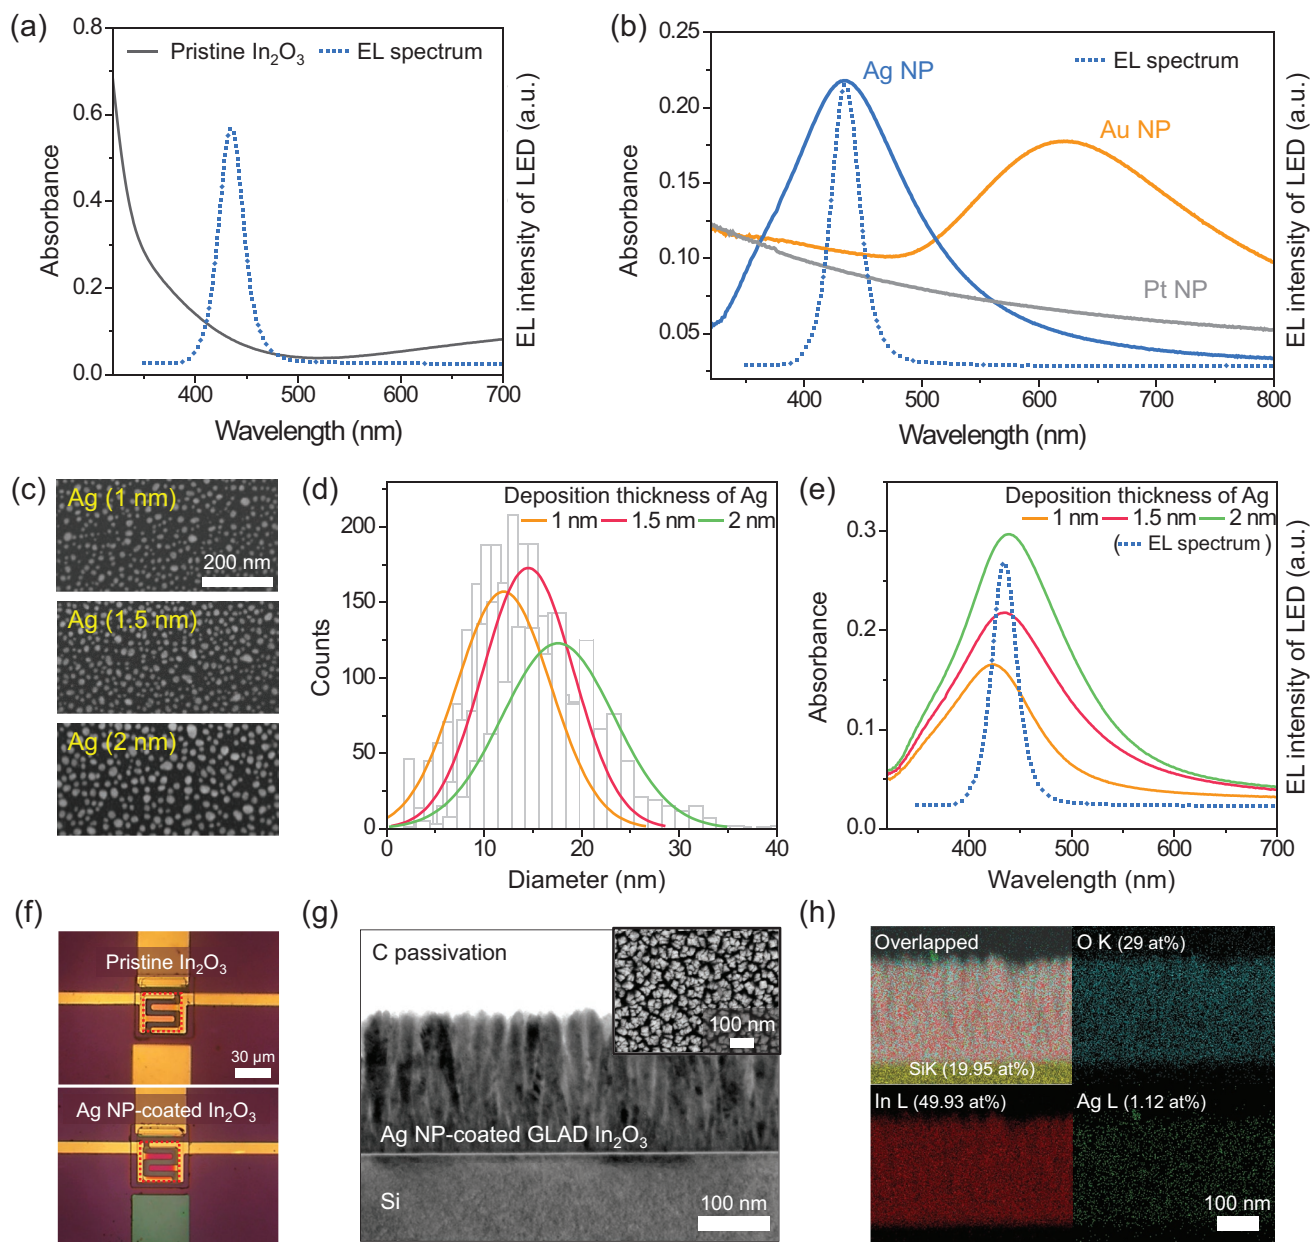 (a)
0.8
0.6
0.4
0.2
0.0
Absorbance
Pristine In₂O₃
EL spectrum
EL intensity of LED (a.u.)
400 500 600 700
Wavelength (nm)
(b)
0.25
0.20
0.15
0.10
0.05
Absorbance
Ag NP
EL spectrum
Au NP
Pt NP
EL intensity of LED (a.u.)
400 500 600 700 800
Wavelength (nm)
(c)
Ag (1 nm)
200 nm
Ag (1.5 nm)
Ag (2 nm)
(d)
Deposition thickness of Ag
1 nm 1.5 nm 2 nm
200
150
100
50
0
Counts
0 10 20 30 40
Diameter (nm)
(e)
Deposition thickness of Ag
1 nm 1.5 nm 2 nm
( EL spectrum )
0.3
0.2
0.1
0.0
Absorbance
EL intensity of LED (a.u.)
400 500 600 700
Wavelength (nm)
(f)
Pristine In₂O₃
30 μm
Ag NP-coated In₂O₃
(g)
C passivation
100 nm
Ag NP-coated GLAD In₂O₃
Si
100 nm
(h)
Overlapped
SiK (19.95 at%)
O K (29 at%)
In L (49.93 at%)
Ag L (1.12 at%)
100 nm